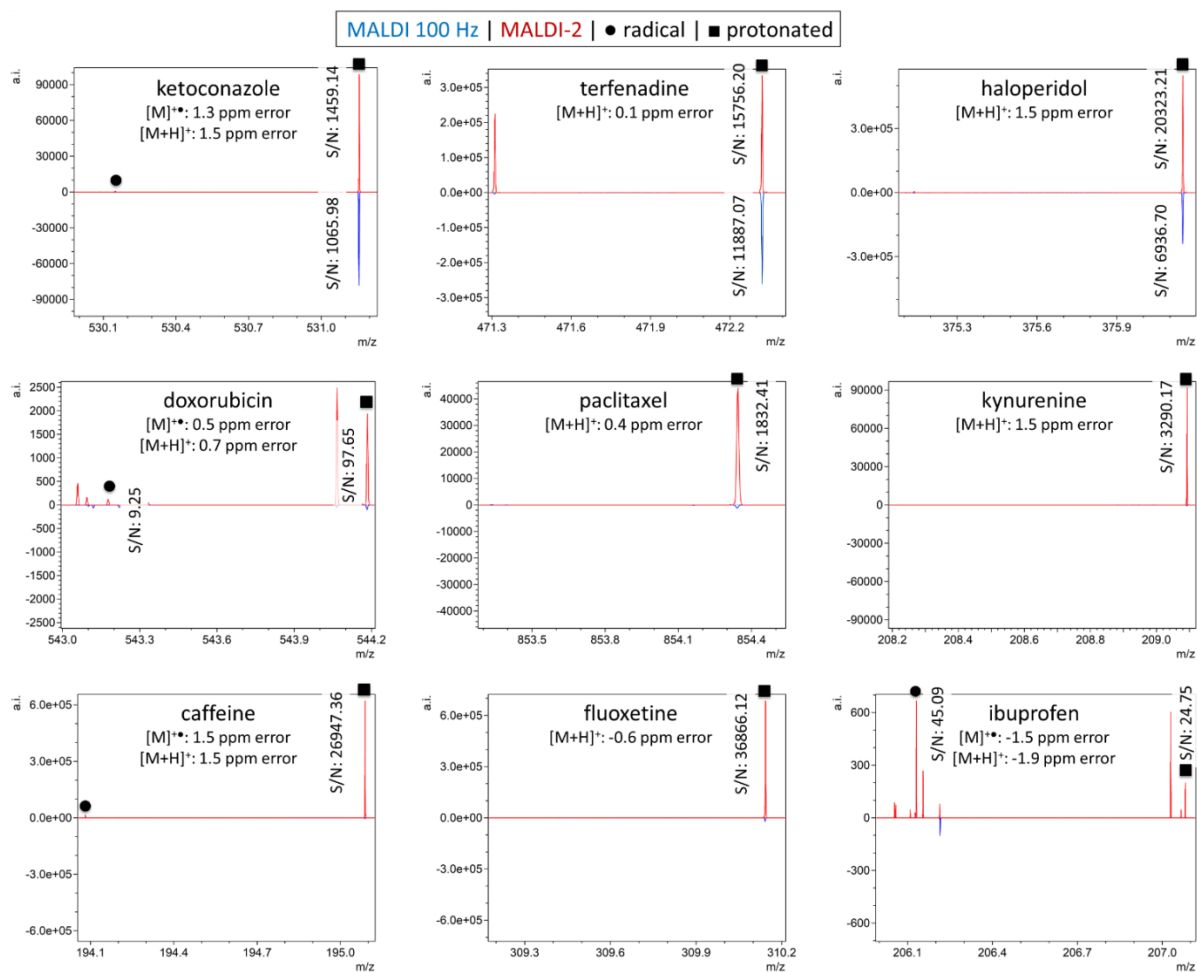 MALDI 100 Hz | MALDI-2 | ● radical | ■ protonated
a.i.
90000
60000
30000
0
-30000
-60000
-90000
ketoconazole
[M]⁺•: 1.3 ppm error
[M+H]⁺: 1.5 ppm error
S/N: 1459.14
S/N: 1065.98
530.1 530.4 530.7 531.0
m/z
a.i.
3.0e+05
2.0e+05
1.0e+05
0.0e+00
-1.0e+05
-2.0e+05
-3.0e+05
terfenadine
[M+H]⁺: 0.1 ppm error
S/N: 15756.20
S/N: 11887.07
471.3 471.6 471.9 472.2
m/z
a.i.
3.0e+05
0.0e+00
-3.0e+05
haloperidol
[M+H]⁺: 1.5 ppm error
S/N: 20323.21
S/N: 6936.70
375.3 375.6 375.9
m/z
a.i.
2500
2000
1500
1000
500
0
-500
-1000
-1500
-2000
-2500
doxorubicin
[M]⁺•: 0.5 ppm error
[M+H]⁺: 0.7 ppm error
S/N: 9.25
S/N: 97.65
543.0 543.3 543.6 543.9 544.2
m/z
a.i.
40000
30000
20000
10000
0
-10000
-20000
-30000
-40000
paclitaxel
[M+H]⁺: 0.4 ppm error
S/N: 1832.41
853.5 853.8 854.1 854.4
m/z
a.i.
90000
60000
30000
0
-30000
-60000
-90000
kynurenine
[M+H]⁺: 1.5 ppm error
S/N: 3290.17
208.2 208.4 208.6 208.8 209.0
m/z
a.i.
6.0e+05
3.0e+05
0.0e+00
-3.0e+05
-6.0e+05
caffeine
[M]⁺•: 1.5 ppm error
[M+H]⁺: 1.5 ppm error
S/N: 26947.36
194.1 194.4 194.7 195.0
m/z
a.i.
6.0e+05
3.0e+05
0.0e+00
-3.0e+05
-6.0e+05
fluoxetine
[M+H]⁺: -0.6 ppm error
S/N: 36866.12
309.3 309.6 309.9 310.2
m/z
a.i.
600
300
0
-300
-600
ibuprofen
[M]⁺•: -1.5 ppm error
[M+H]⁺: -1.9 ppm error
S/N: 45.09
S/N: 24.75
206.1 206.4 206.7 207.0
m/z